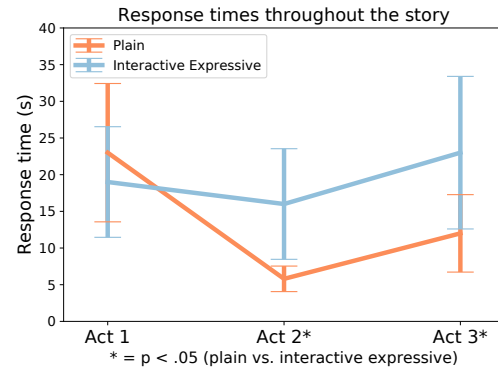 Response times throughout the story
Response time (s)
40
35
30
25
20
15
10
5
0
Plain
Interactive Expressive
Act 1
Act 2*
Act 3*
* = p < .05 (plain vs. interactive expressive)